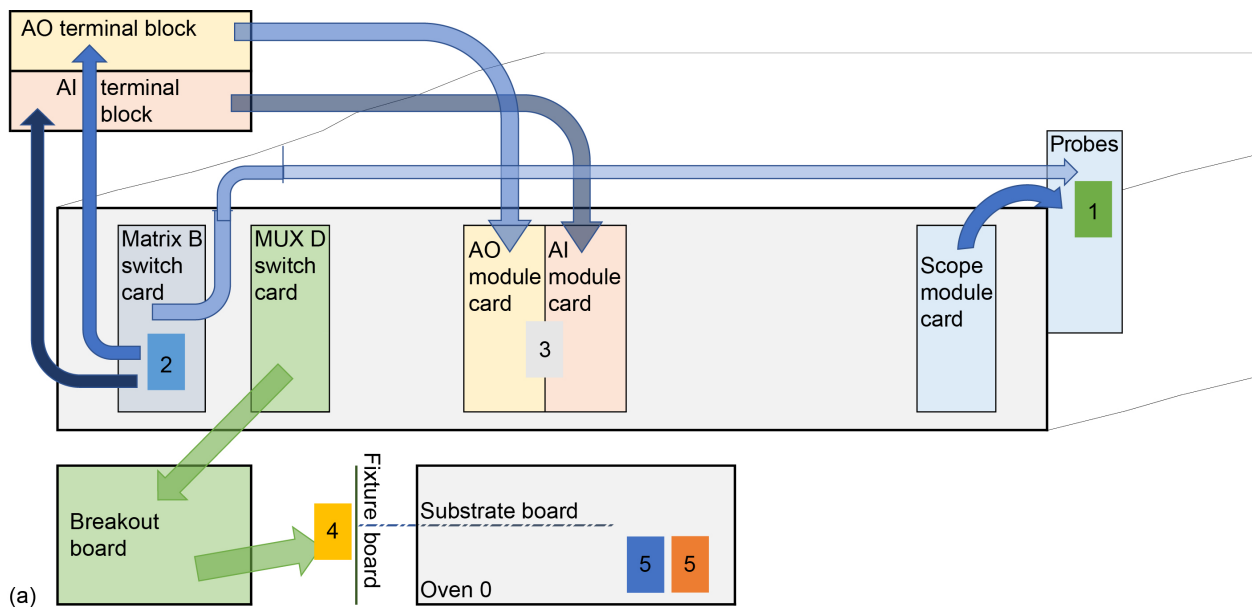 AO terminal block
AI terminal
block
Probes
1
Matrix B
switch
card
MUX D
switch
card
AO
module
card
AI
module
card
Scope
module
card
2
3
Fixture board
Breakout
board
4
Substrate board
5
5
Oven 0
(a)